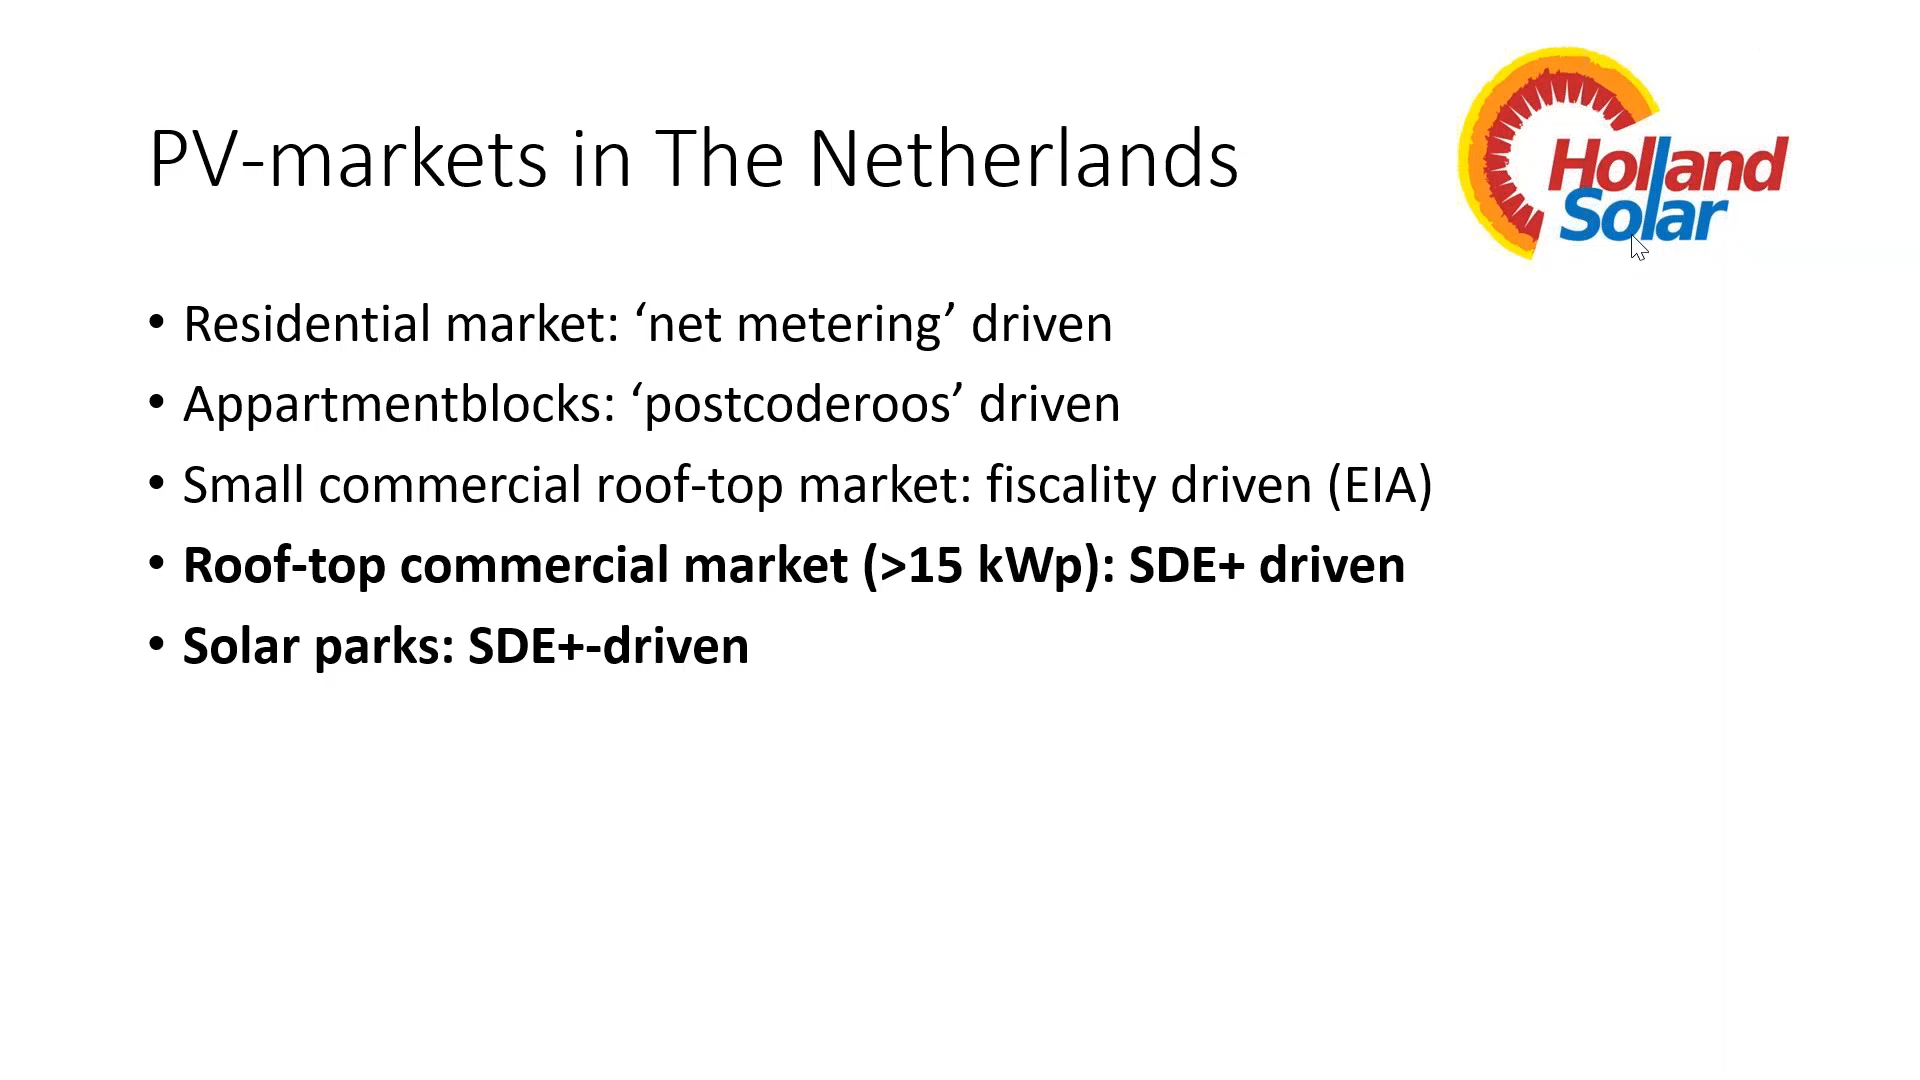 PV-markets in The Netherlands
Holland
Solar
• Residential market: ‘net metering’ driven
• Appartmentblocks: ‘postcoderoos’ driven
• Small commercial roof-top market: fiscality driven (EIA)
• Roof-top commercial market (>15 kWp): SDE+ driven
• Solar parks: SDE+-driven